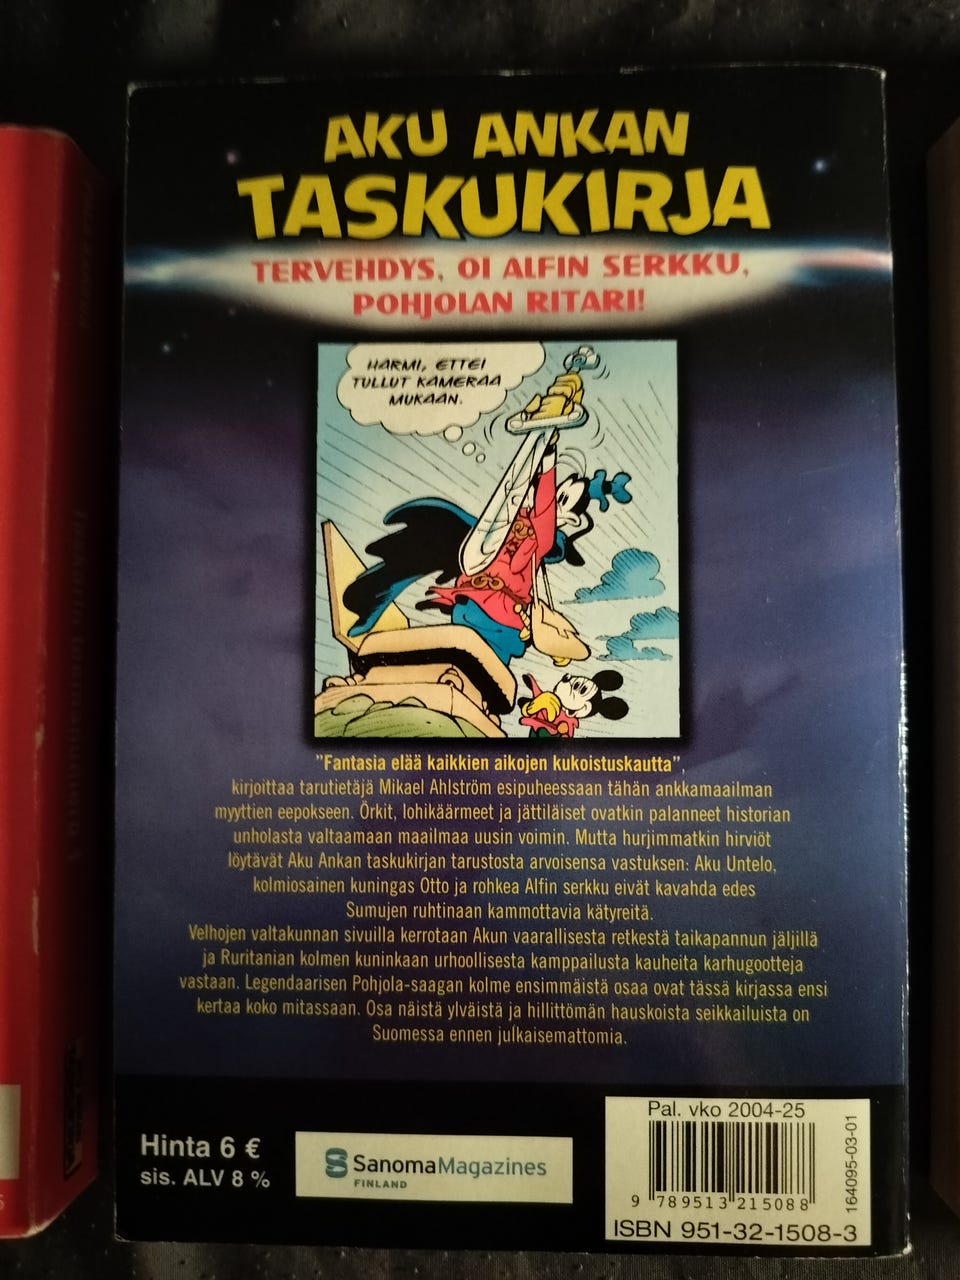 AKU ANKAN
TASKUKIRJA
TERVEHDYS, OI ALFIN SERKKU,
POHJOLAN RITARI!
HARMI, ETTEI
TULLUT KAMERAA
MUKAAN.
"Fantasia elää kaikkien aikojen kukoistuskautta",
kirjoittaa tarutietäjä Mikael Ahlström esipuheessaan tähän ankkamaailman
myyttien eepokseen. Örkit, lohikäärmeet ja jättiläiset ovatkin palanneet historian
unholasta valtaamaan maailmaa uusin voimin. Mutta hurjimmatkin hirviöt
löytävät Aku Ankan taskukirjan tarustosta arvoisensa vastuksen: Aku Untelo,
kolmiosainen kuningas Otto ja rohkea Alfin serkku eivät kavahda edes
Sumujen ruhtinaan kammottavia kätyreitä.
Velhojen valtakunnan sivuilla kerrotaan Akun vaarallisesta retkestä taikapannun jäljillä
ja Ruritanian kolmen kuninkaan urhoollisesta kamppailusta kauheita karhugootteja
vastaan. Legendaarisen Pohjola-saagan kolme ensimmäistä osaa ovat tässä kirjassa ensi
kertaa koko mitassaan. Osa näistä ylväistä ja hillittömän hauskoista seikkailuista on
Suomessa ennen julkaisemattomia.
Hinta 6 €
sis. ALV 8 %
SanomaMagazines
FINLAND
Pal. vko 2004-25
9 789513 215088
ISBN 951-32-1508-3
164095-03-01